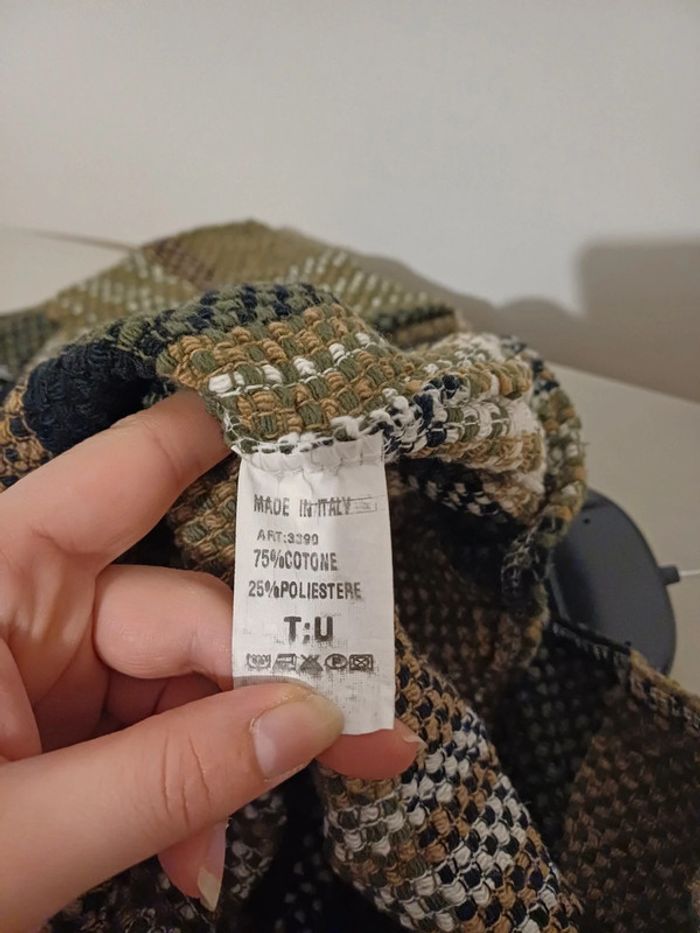 MADE IN ITALY
ART:3390
75%COTONE
25%POLIESTERE
T;U